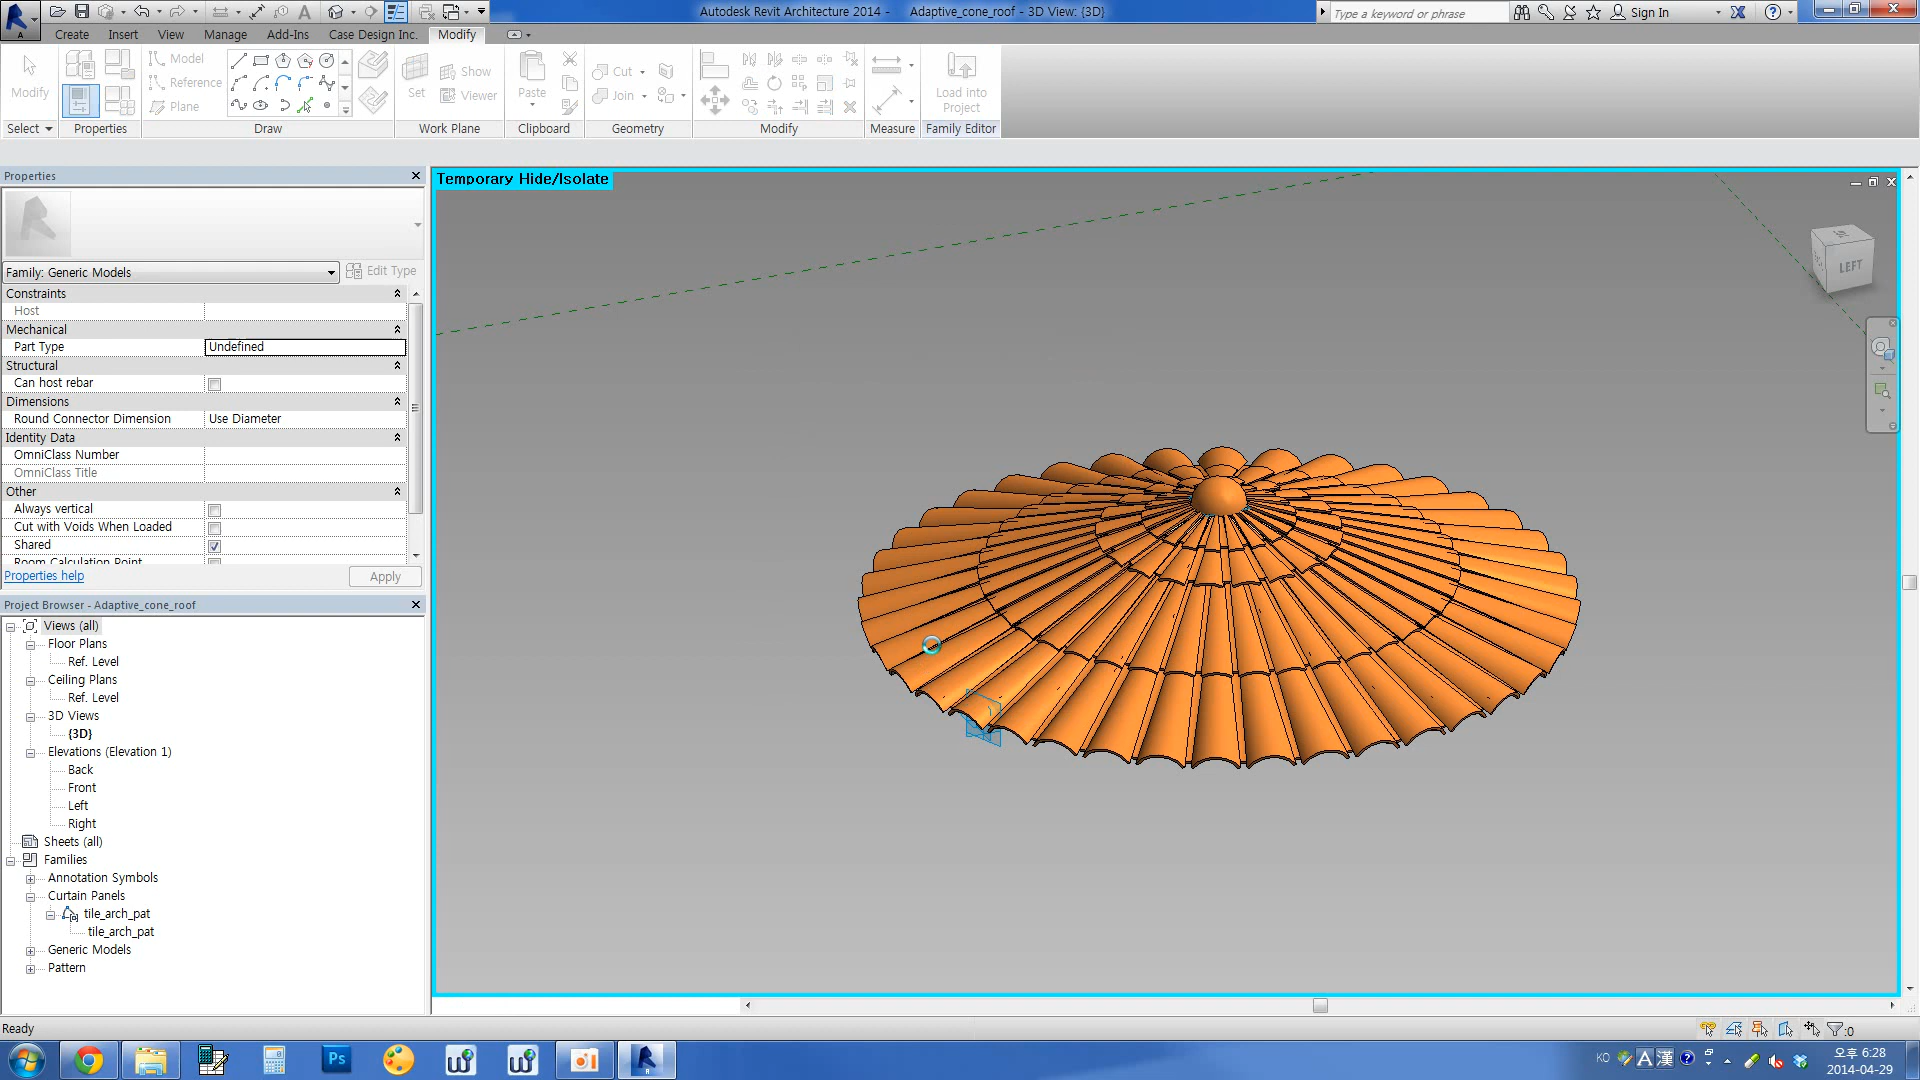 Autodesk Revit Architecture 2014 - Adaptive_cone_roof - 3D View: {3D}
Type a keyword or phrase
Sign In
Create Insert View Manage Add-Ins Case Design Inc. Modify
Modify
Model
Reference
Plane
Set
Show
Viewer
Paste
Cut
Join
Load into
Project
Select Properties Draw Work Plane Clipboard Geometry Modify Measure Family Editor
Properties
Family: Generic Models
Edit Type
Constraints
Host
Mechanical
Part Type Undefined
Structural
Can host rebar
Dimensions
Round Connector Dimension Use Diameter
Identity Data
OmniClass Number
OmniClass Title
Other
Always vertical
Cut with Voids When Loaded
Shared
Room Calculation Point
Properties help
Apply
Project Browser - Adaptive_cone_roof
Views (all)
Floor Plans
Ref. Level
Ceiling Plans
Ref. Level
3D Views
{3D}
Elevations (Elevation 1)
Back
Front
Left
Right
Sheets (all)
Families
Annotation Symbols
Curtain Panels
tile_arch_pat
tile_arch_pat
Generic Models
Pattern
Temporary Hide/Isolate
LEFT
Ready
:0
Ps
KO
A 漢
오후 6:28
2014-04-29